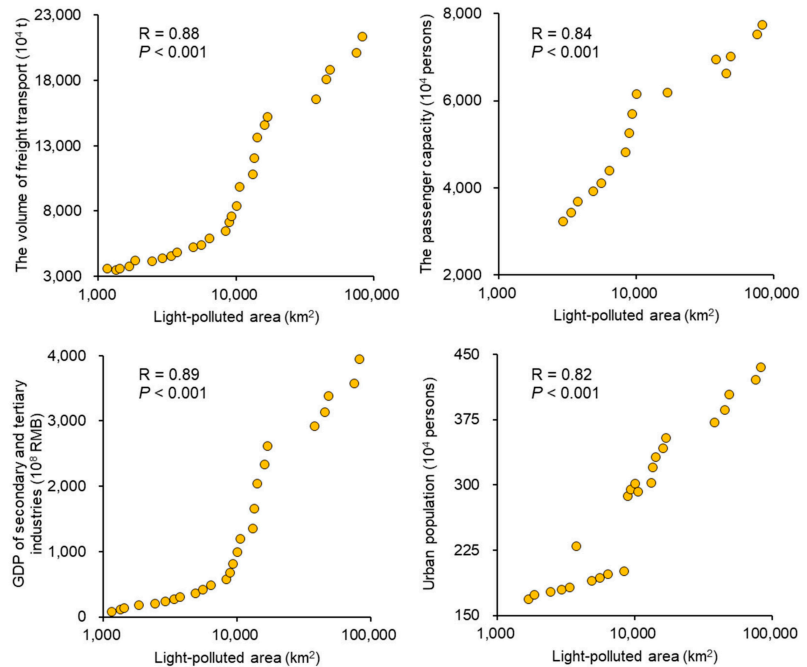 The volume of freight transport (10⁴ t)
23,000
18,000
13,000
8,000
3,000
R = 0.88
P < 0.001
1,000 10,000 100,000
Light-polluted area (km²)
The passenger capacity (10⁴ persons)
8,000
6,000
4,000
2,000
R = 0.84
P < 0.001
1,000 10,000 100,000
Light-polluted area (km²)
GDP of secondary and tertiary
industries (10⁸ RMB)
4,000
3,000
2,000
1,000
0
R = 0.89
P < 0.001
1,000 10,000 100,000
Light-polluted area (km²)
Urban population (10⁴ persons)
450
375
300
225
150
R = 0.82
P < 0.001
1,000 10,000 100,000
Light-polluted area (km²)